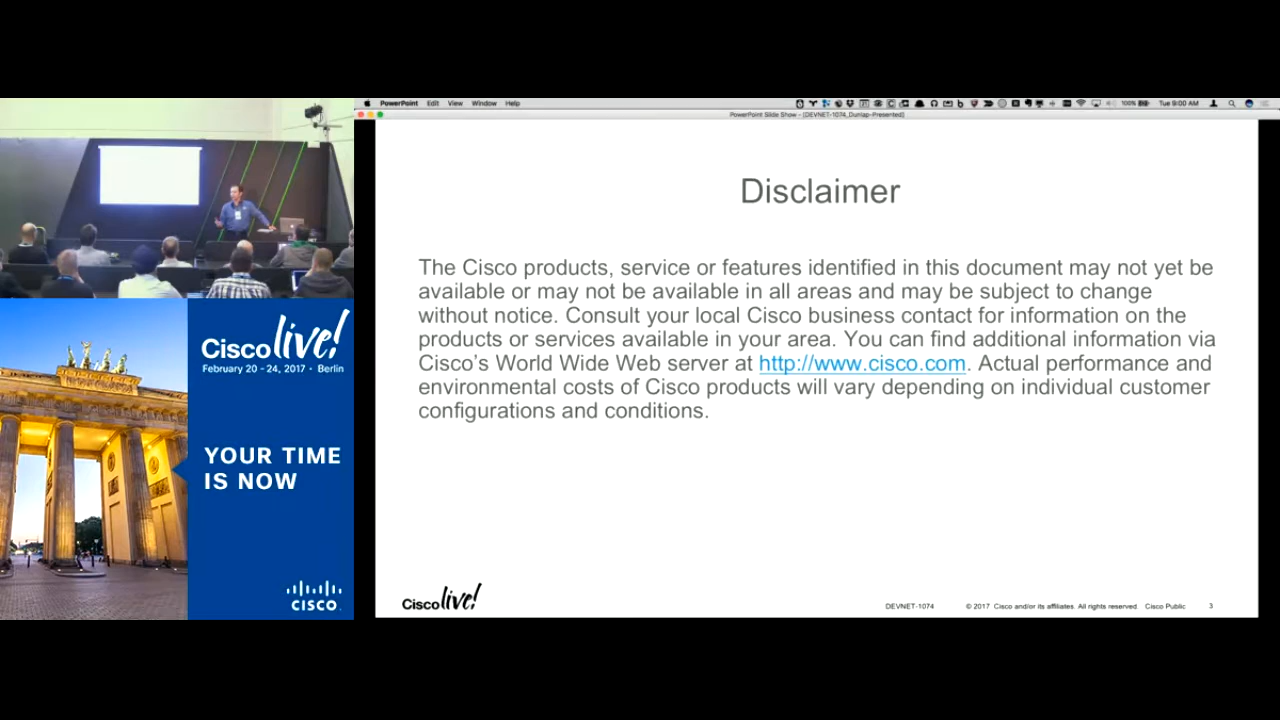 PowerPoint Edit View Window Help
100% Tue 9:00 AM
PowerPoint Slide Show - [DEVNET-1074_Dunlap-Presented]
Disclaimer
The Cisco products, service or features identified in this document may not yet be
available or may not be available in all areas and may be subject to change
without notice. Consult your local Cisco business contact for information on the
products or services available in your area. You can find additional information via
Cisco’s World Wide Web server at http://www.cisco.com. Actual performance and
environmental costs of Cisco products will vary depending on individual customer
configurations and conditions.
Cisco live!
DEVNET-1074 © 2017 Cisco and/or its affiliates. All rights reserved. Cisco Public 3
Cisco live!
February 20 - 24, 2017 · Berlin
YOUR TIME
IS NOW
CISCO.